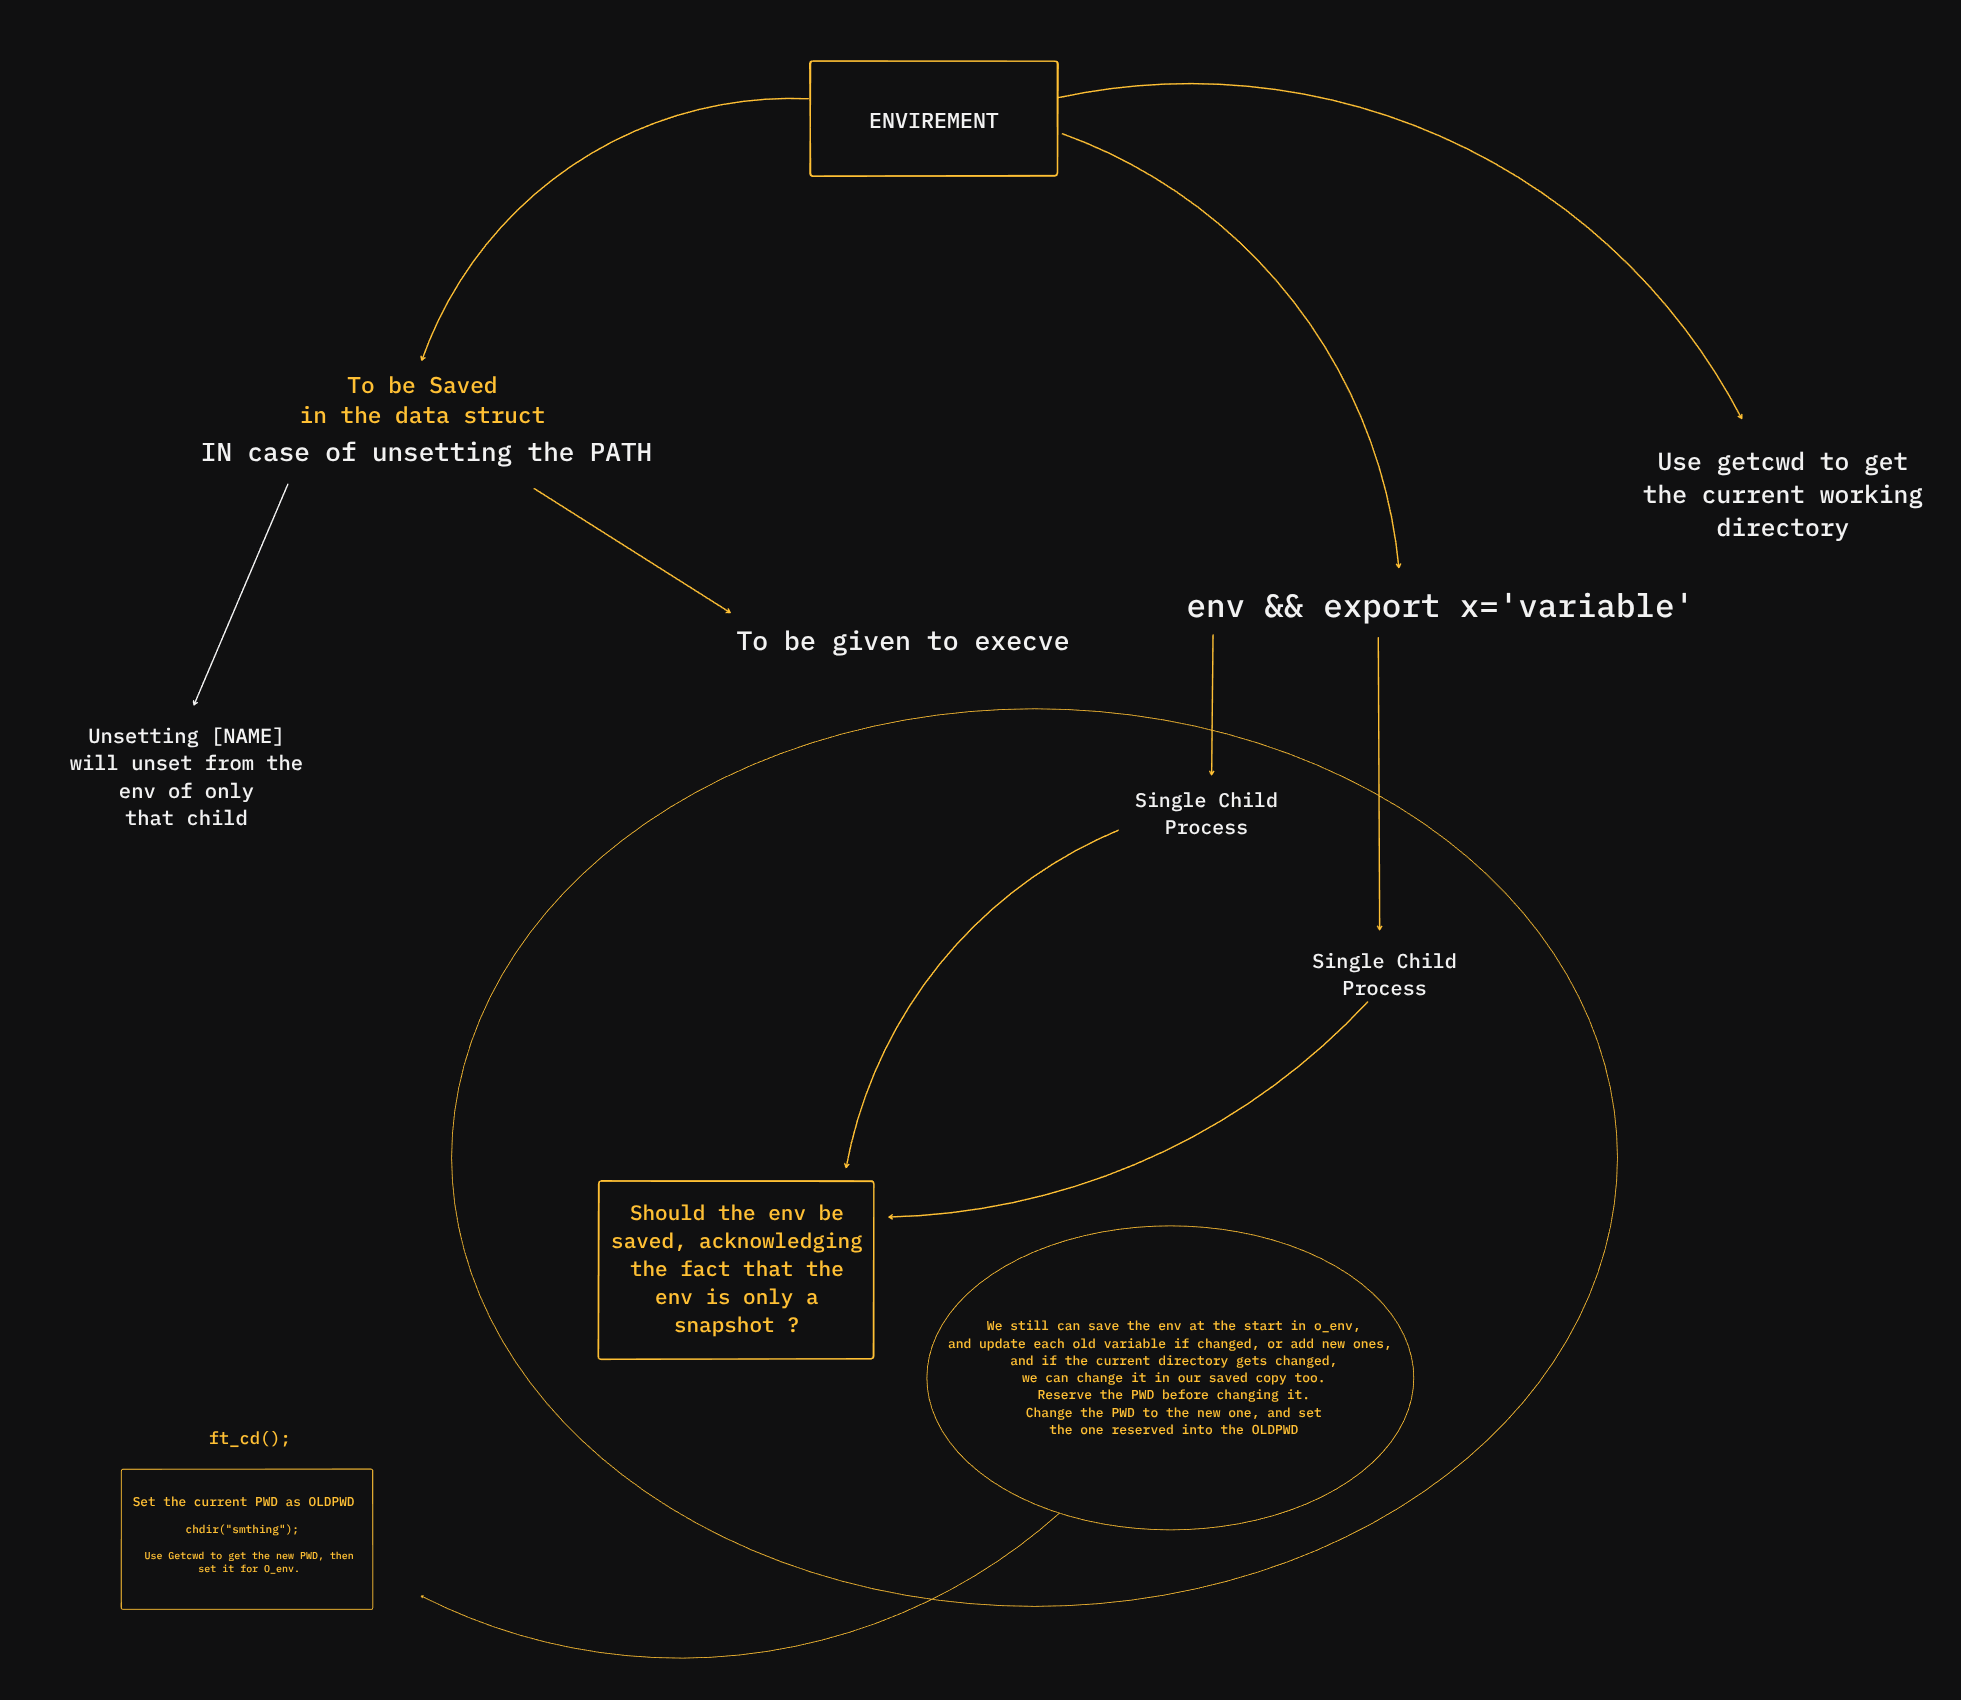 ENVIREMENT
To be Saved
in the data struct
IN case of unsetting the PATH
Use getcwd to get
the current working
directory
To be given to execve
env && export x='variable'
Unsetting [NAME]
will unset from the
env of only
that child
Single Child
Process
Single Child
Process
Should the env be
saved, acknowledging
the fact that the
env is only a
snapshot ?
We still can save the env at the start in o_env,
and update each old variable if changed, or add new ones,
and if the current directory gets changed,
we can change it in our saved copy too.
Reserve the PWD before changing it.
Change the PWD to the new one, and set
the one reserved into the OLDPWD
ft_cd();
Set the current PWD as OLDPWD
chdir("smthing");
Use Getcwd to get the new PWD, then
set it for O_env.